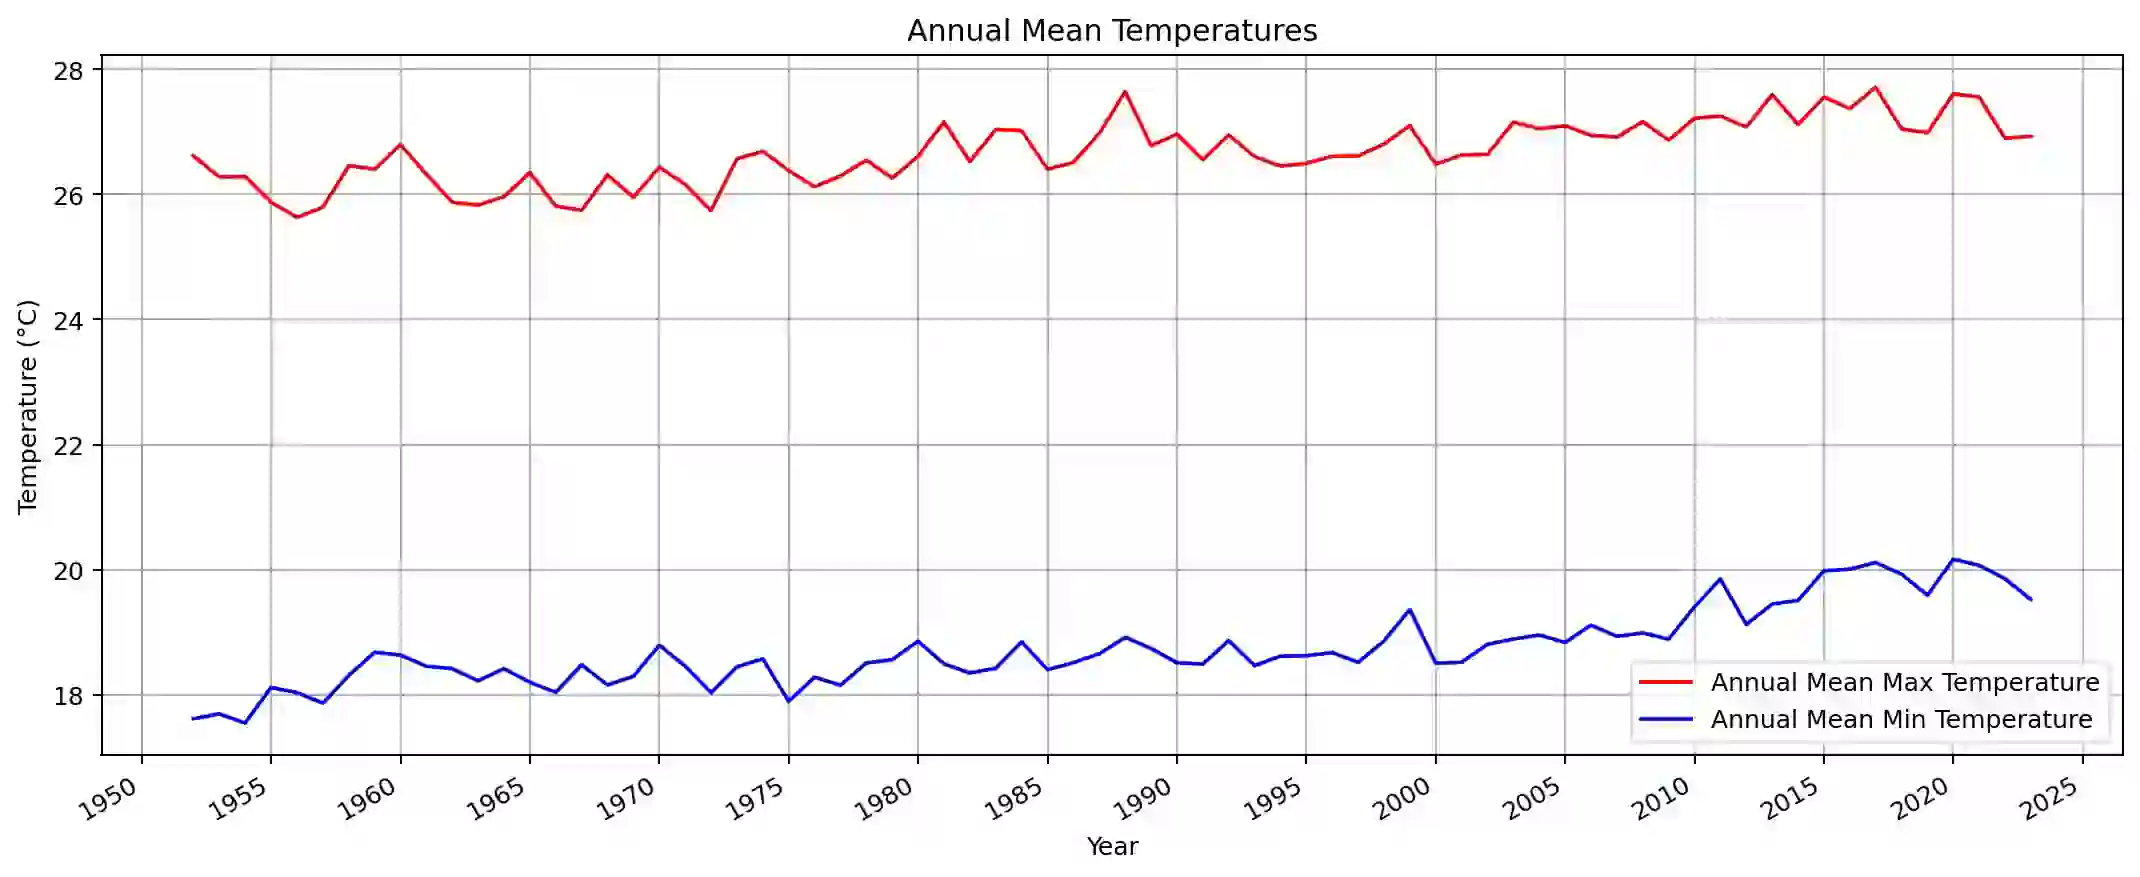 Annual Mean Temperatures
28
26
24
22
20
18
Temperature (°C)
Annual Mean Max Temperature
Annual Mean Min Temperature
1950 1955 1960 1965 1970 1975 1980 1985 1990 1995 2000 2005 2010 2015 2020 2025
Year